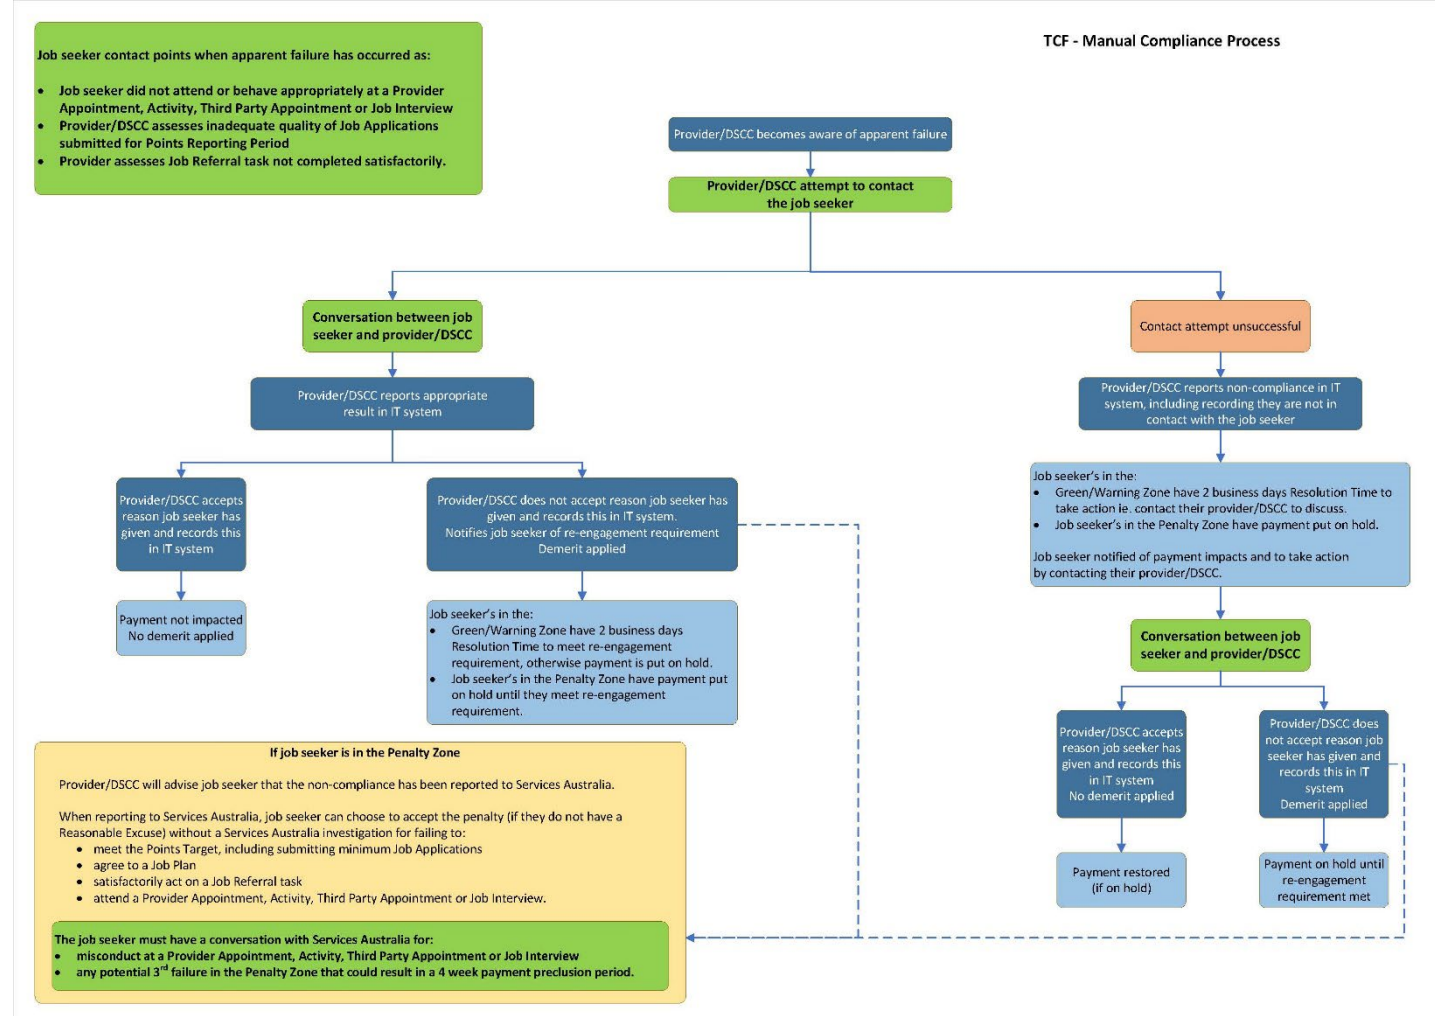 TCF - Manual Compliance Process
Job seeker contact points when apparent failure has occurred as:
• Job seeker did not attend or behave appropriately at a Provider
Appointment, Activity, Third Party Appointment or Job Interview
• Provider/DSCC assesses inadequate quality of Job Applications
submitted for Points Reporting Period
• Provider assesses Job Referral task not completed satisfactorily.
Provider/DSCC becomes aware of apparent failure
Provider/DSCC attempt to contact
the job seeker
Conversation between job
seeker and provider/DSCC
Provider/DSCC reports appropriate
result in IT system
Provider/DSCC accepts
reason job seeker has
given and records this
in IT system
Payment not impacted
No demerit applied
Provider/DSCC does not accept reason job seeker has
given and records this in IT system.
Notifies job seeker of re-engagement requirement
Demerit applied
Job seeker's in the:
• Green/Warning Zone have 2 business days
Resolution Time to meet re-engagement
requirement, otherwise payment is put on hold.
• Job seeker's in the Penalty Zone have payment put
on hold until they meet re-engagement
requirement.
Contact attempt unsuccessful
Provider/DSCC reports non-compliance in IT
system, including recording they are not in
contact with the job seeker
Job seeker's in the:
• Green/Warning Zone have 2 business days Resolution Time to
take action ie. contact their provider/DSCC to discuss.
• Job seeker's in the Penalty Zone have payment put on hold.
Job seeker notified of payment impacts and to take action
by contacting their provider/DSCC.
Conversation between job
seeker and provider/DSCC
Provider/DSCC accepts
reason job seeker has
given and records this
in IT system
No demerit applied
Payment restored
(if on hold)
Provider/DSCC does
not accept reason job
seeker has given and
records this in IT
system
Demerit applied
Payment on hold until
re-engagement
requirement met
If job seeker is in the Penalty Zone
Provider/DSCC will advise job seeker that the non-compliance has been reported to Services Australia.
When reporting to Services Australia, job seeker can choose to accept the penalty (if they do not have a
Reasonable Excuse) without a Services Australia investigation for failing to:
• meet the Points Target, including submitting minimum Job Applications
• agree to a Job Plan
• satisfactorily act on a Job Referral task
• attend a Provider Appointment, Activity, Third Party Appointment or Job Interview.
The job seeker must have a conversation with Services Australia for:
• misconduct at a Provider Appointment, Activity, Third Party Appointment or Job Interview
• any potential 3rd failure in the Penalty Zone that could result in a 4 week payment preclusion period.